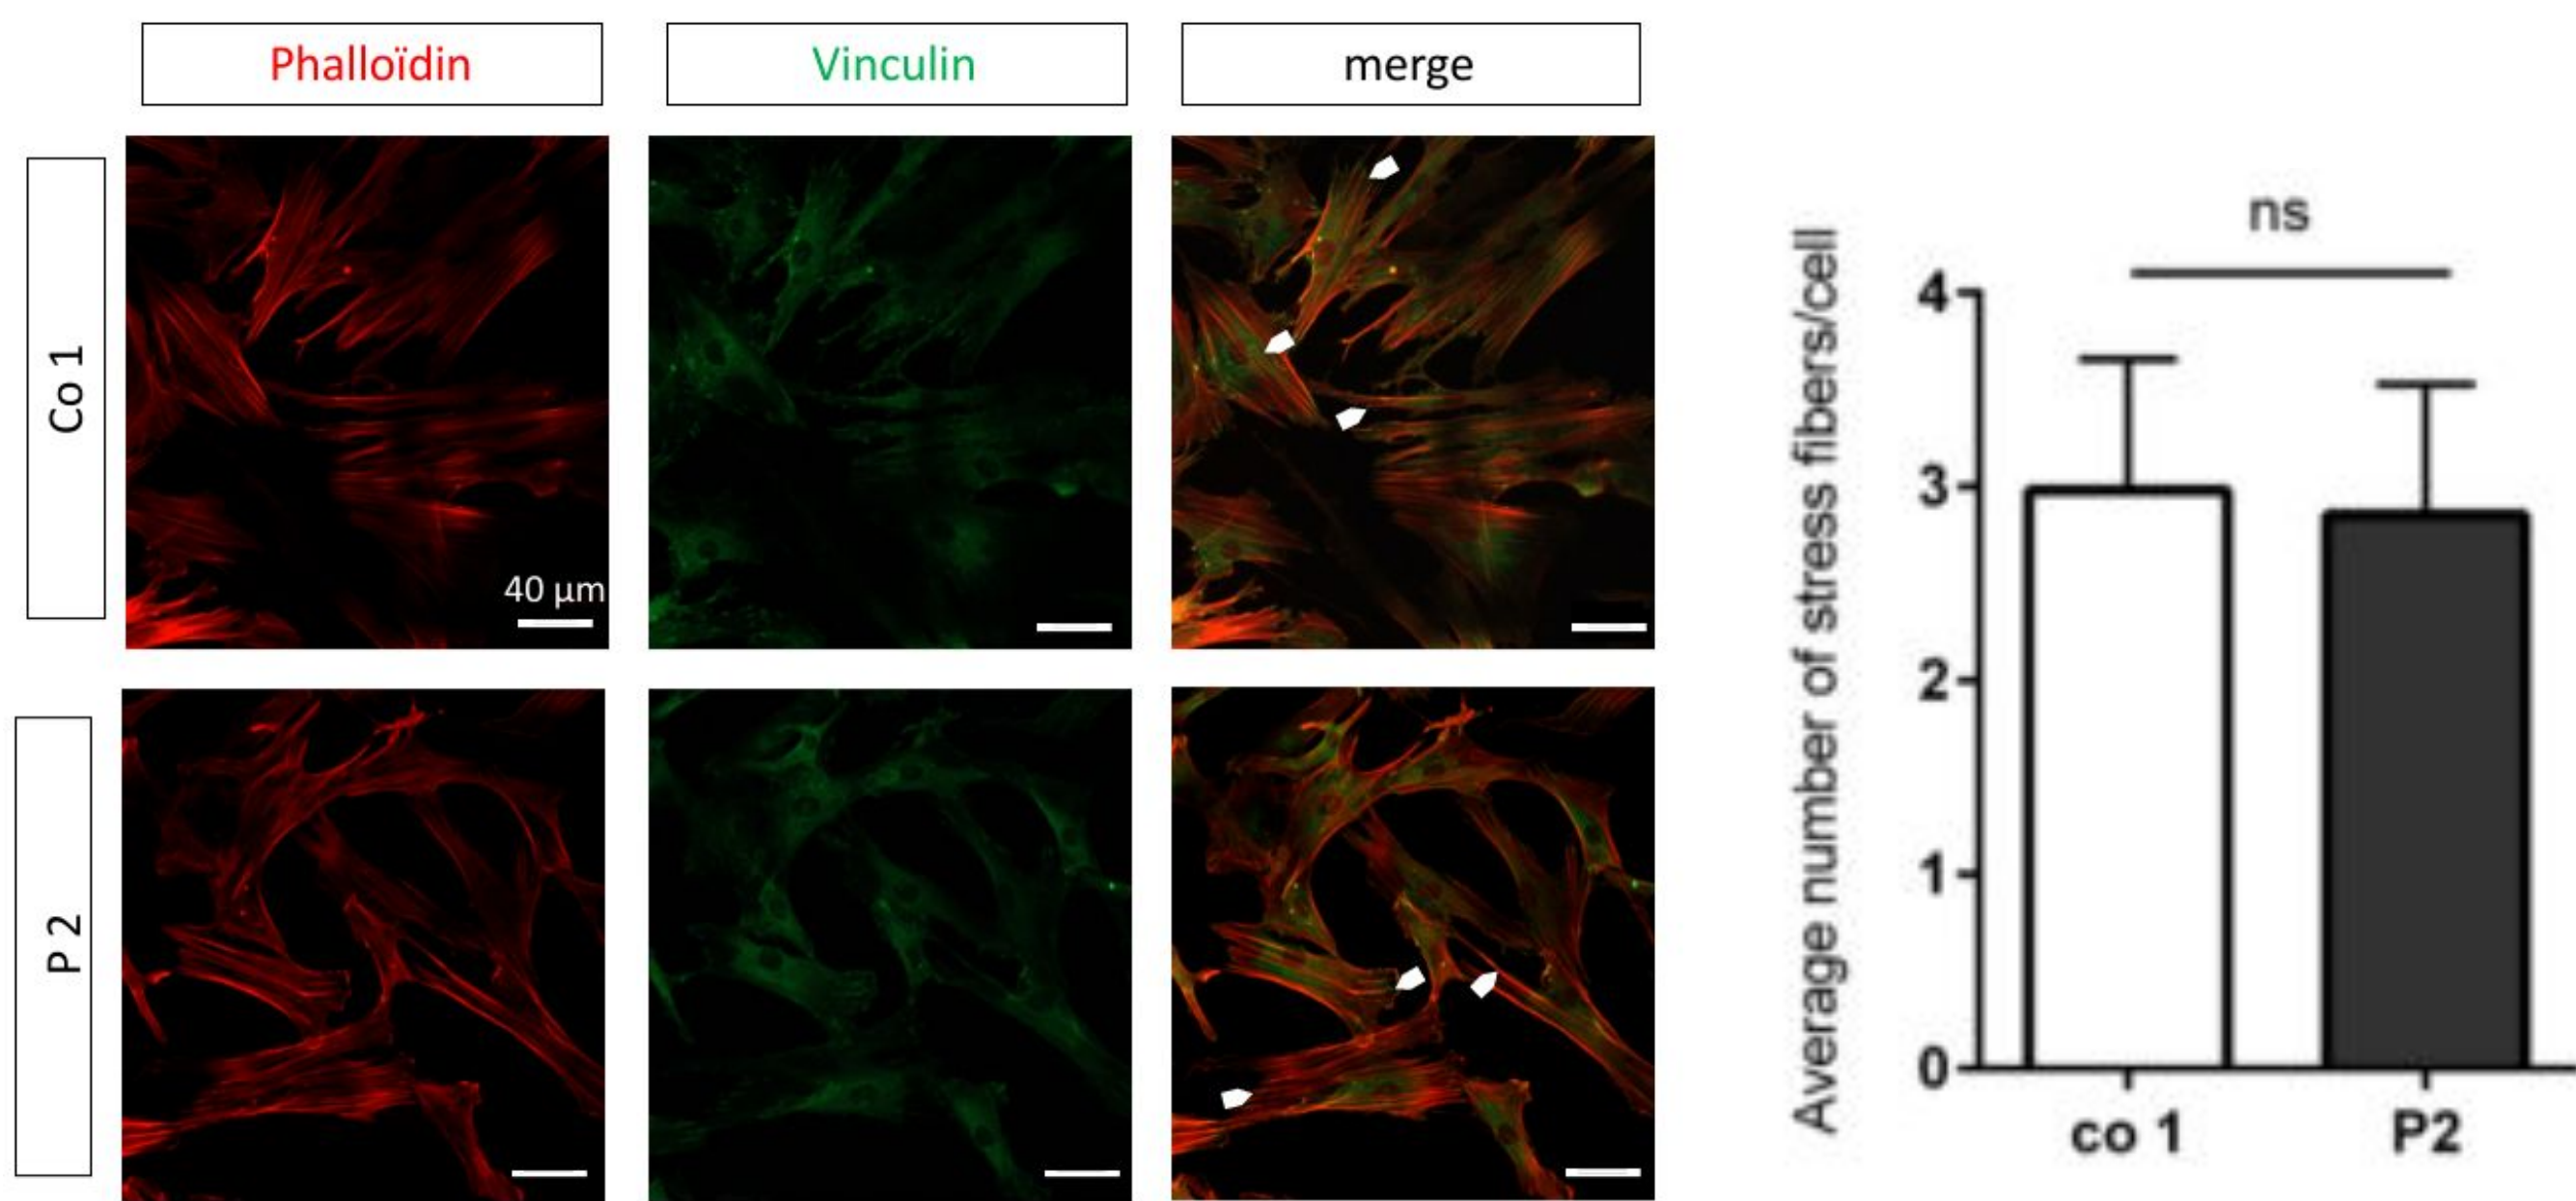 Phalloïdin
Vinculin
merge
Co 1
40 µm
P 2
ns
Average number of stress fibers/cell
4
3
2
1
0
co 1
P2